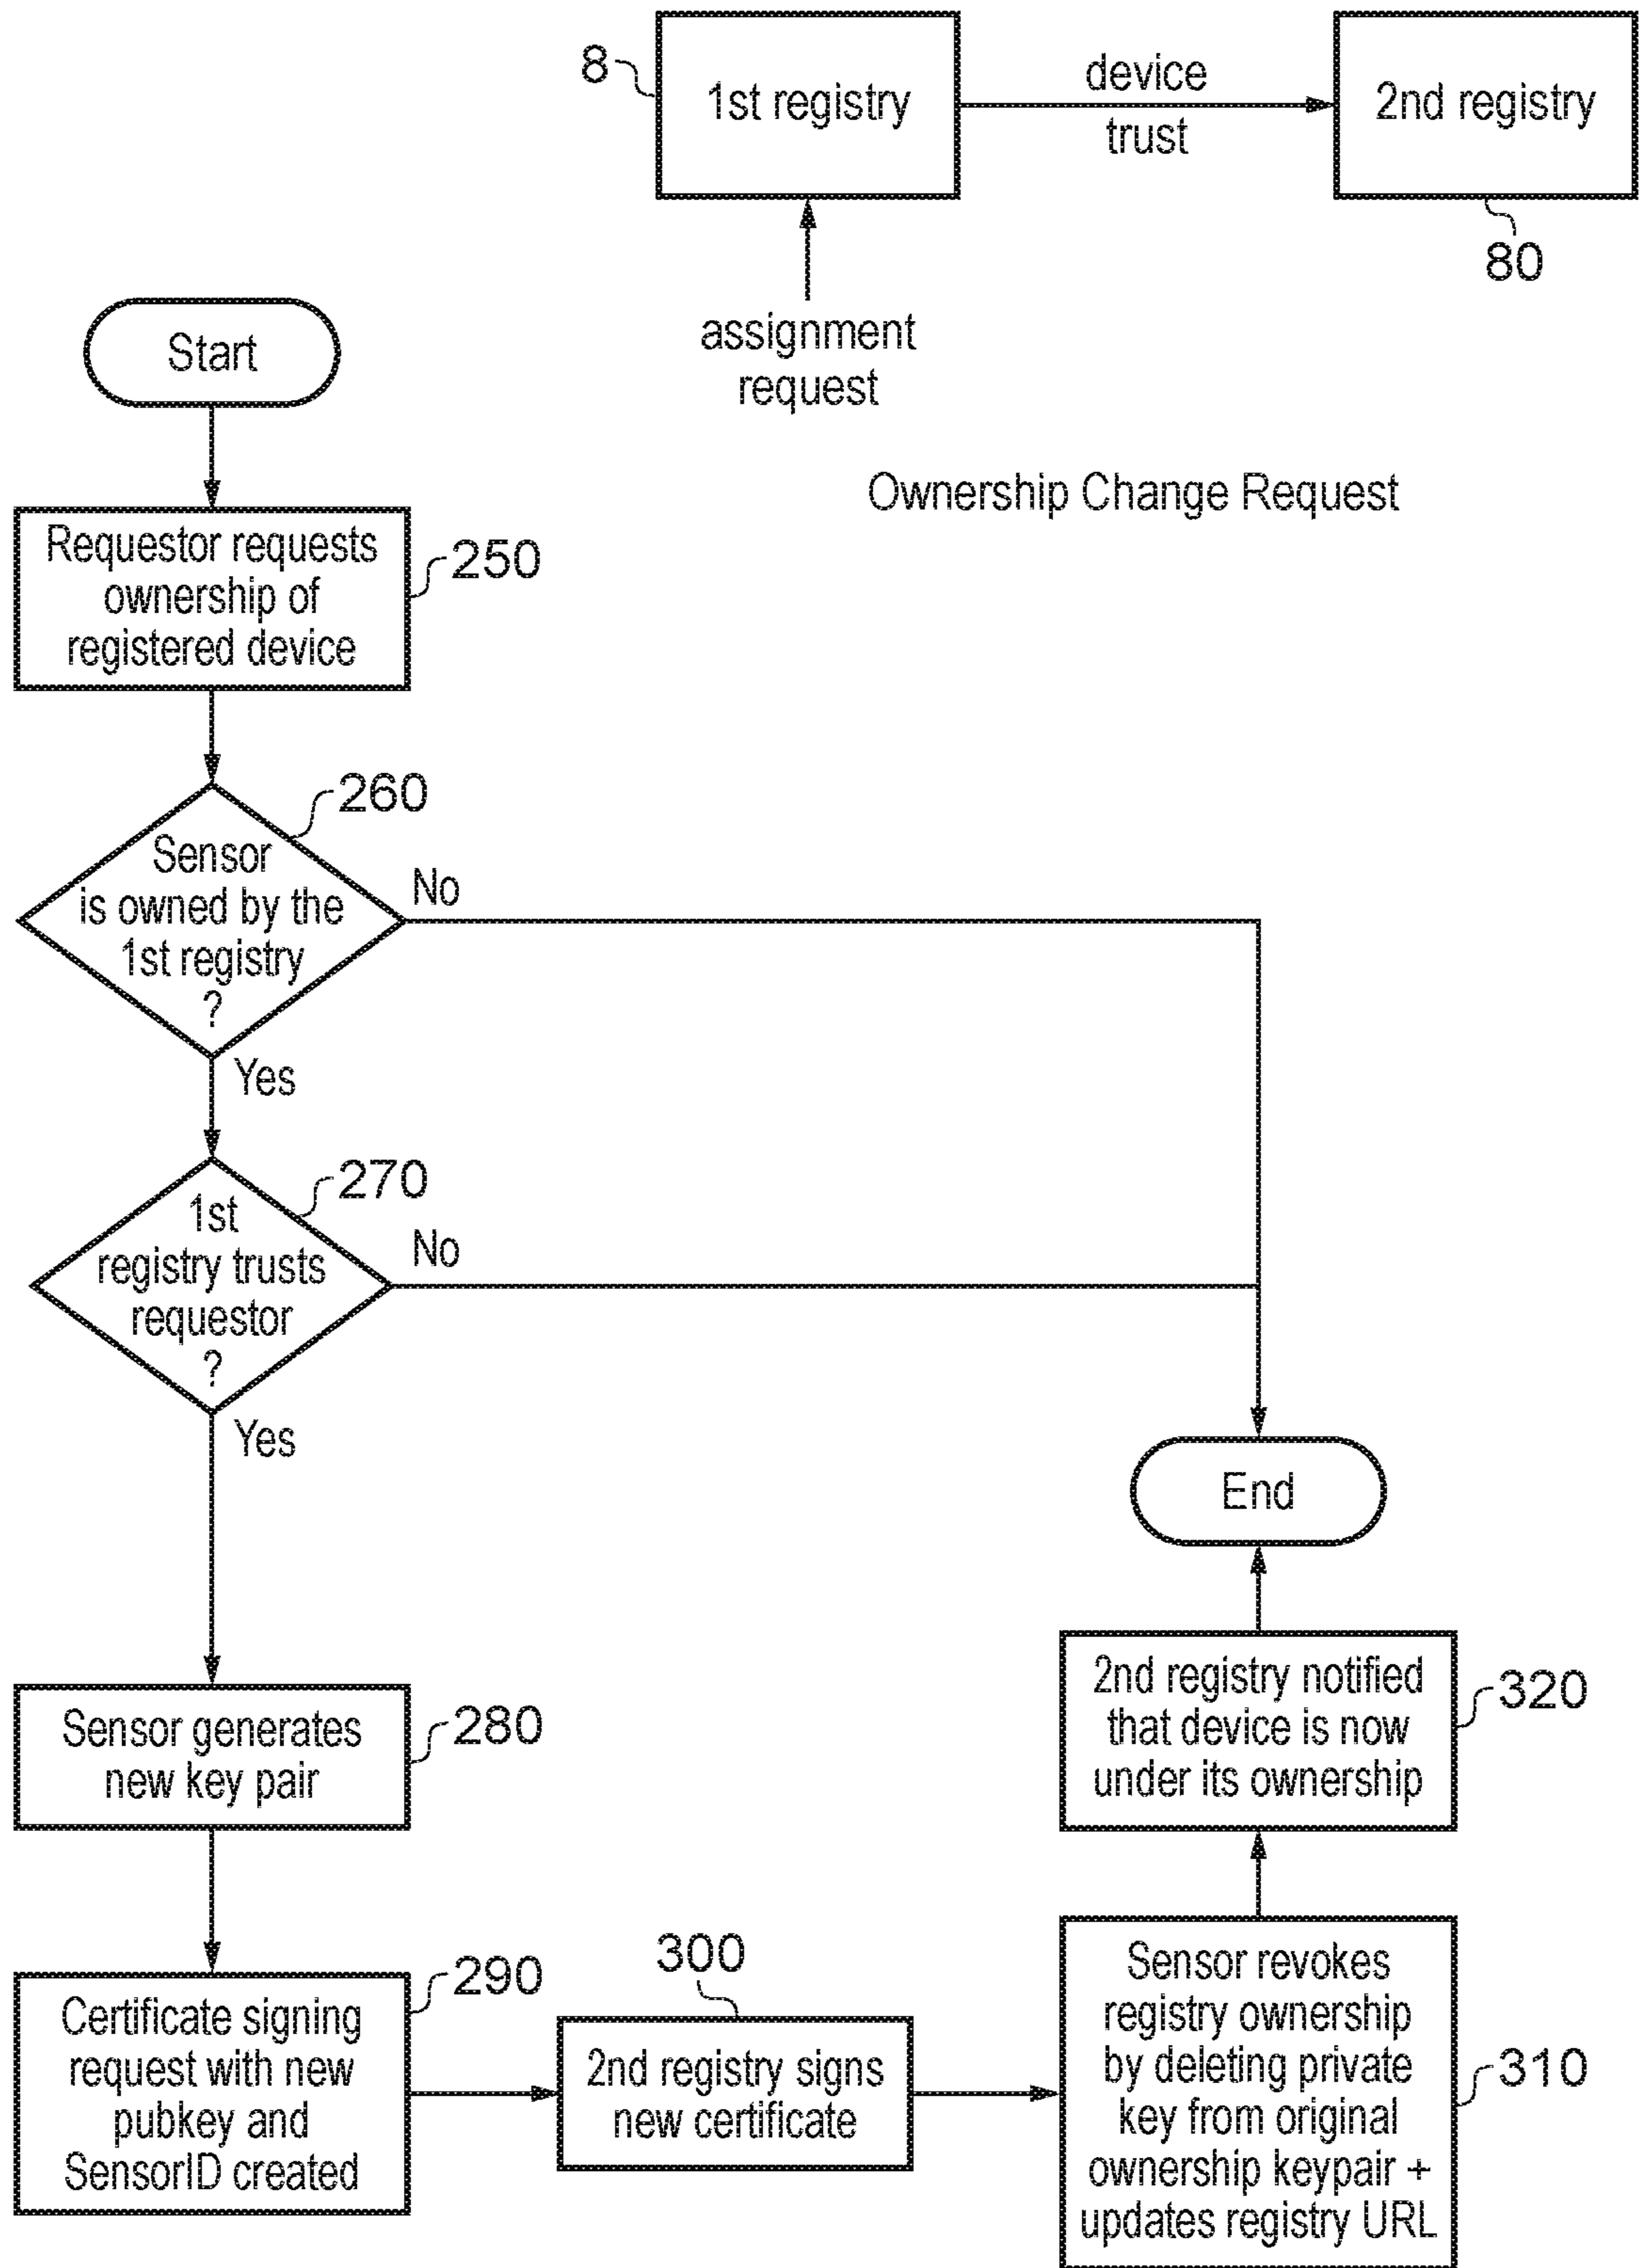 8
1st registry
device
trust
2nd registry
80
assignment
request
Ownership Change Request
Start
Requestor requests
ownership of
registered device
250
Sensor
is owned by the
1st registry
?
260
No
Yes
1st
registry trusts
requestor
?
270
No
Yes
Sensor generates
new key pair
280
Certificate signing
request with new
pubkey and
SensorID created
290
300
2nd registry signs
new certificate
Sensor revokes
registry ownership
by deleting private
key from original
ownership keypair +
updates registry URL
310
2nd registry notified
that device is now
under its ownership
320
End